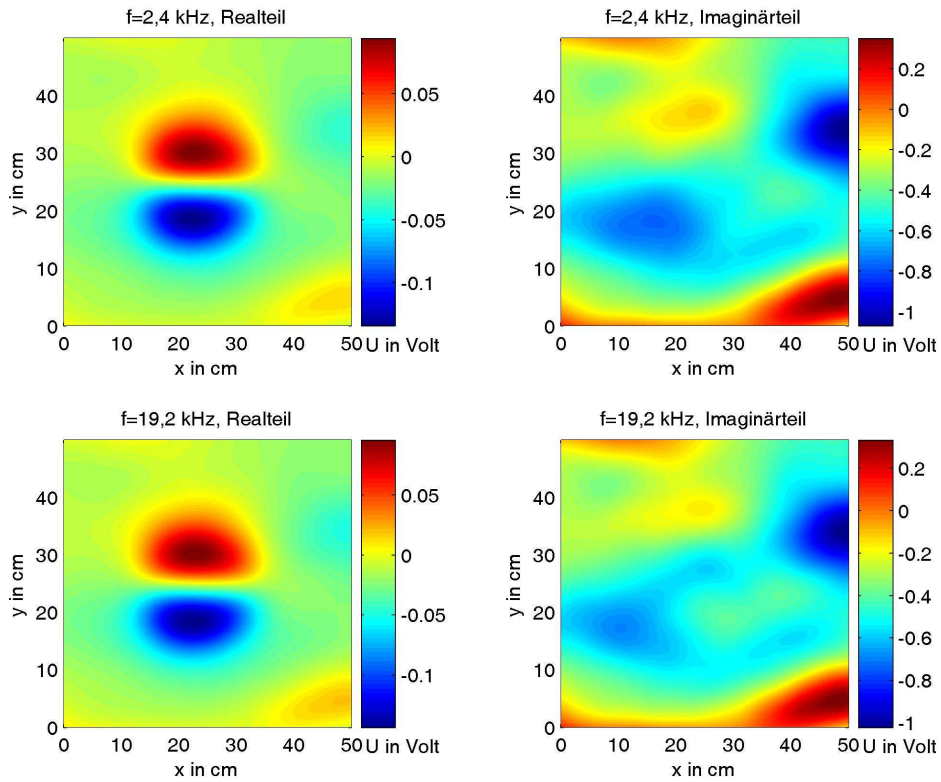 f=2,4 kHz, Realteil
y in cm
40
30
20
10
0
0 10 20 30 40 50
x in cm
0.05
0
-0.05
-0.1
U in Volt
f=2,4 kHz, Imaginärteil
y in cm
40
30
20
10
0
0 10 20 30 40 50
x in cm
0.2
0
-0.2
-0.4
-0.6
-0.8
-1
U in Volt
f=19,2 kHz, Realteil
y in cm
40
30
20
10
0
0 10 20 30 40 50
x in cm
0.05
0
-0.05
-0.1
U in Volt
f=19,2 kHz, Imaginärteil
y in cm
40
30
20
10
0
0 10 20 30 40 50
x in cm
0.2
0
-0.2
-0.4
-0.6
-0.8
-1
U in Volt